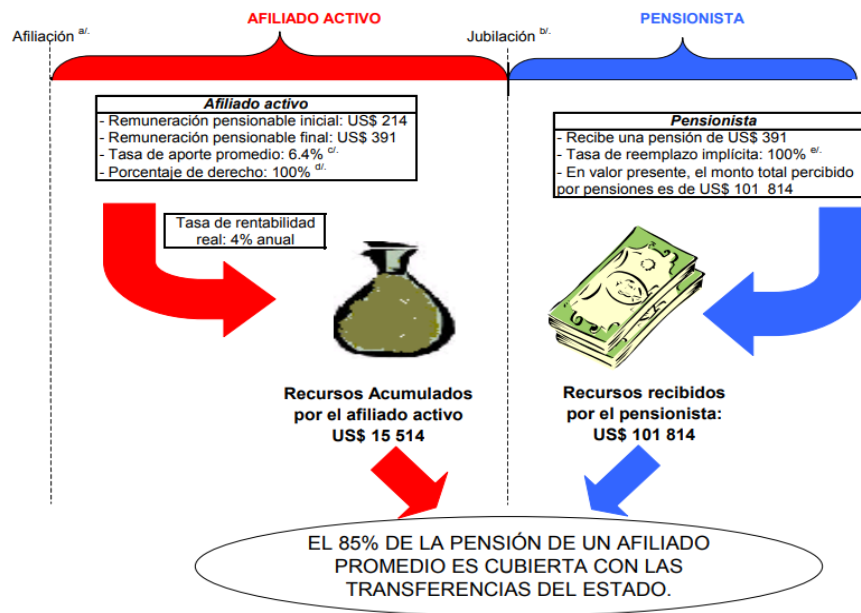 AFILIADO ACTIVO
PENSIONISTA
Afiliación a/.
Jubilación b/.
Afiliado activo
- Remuneración pensionable inicial: US$ 214
- Remuneración pensionable final: US$ 391
- Tasa de aporte promedio: 6.4% c/.
- Porcentaje de derecho: 100% d/.
Pensionista
- Recibe una pensión de US$ 391
- Tasa de reemplazo implícita: 100% e/.
- En valor presente, el monto total percibido
por pensiones es de US$ 101 814
Tasa de rentabilidad
real: 4% anual
Recursos Acumulados
por el afiliado activo
US$ 15 514
Recursos recibidos
por el pensionista:
US$ 101 814
EL 85% DE LA PENSIÓN DE UN AFILIADO
PROMEDIO ES CUBIERTA CON LAS
TRANSFERENCIAS DEL ESTADO.